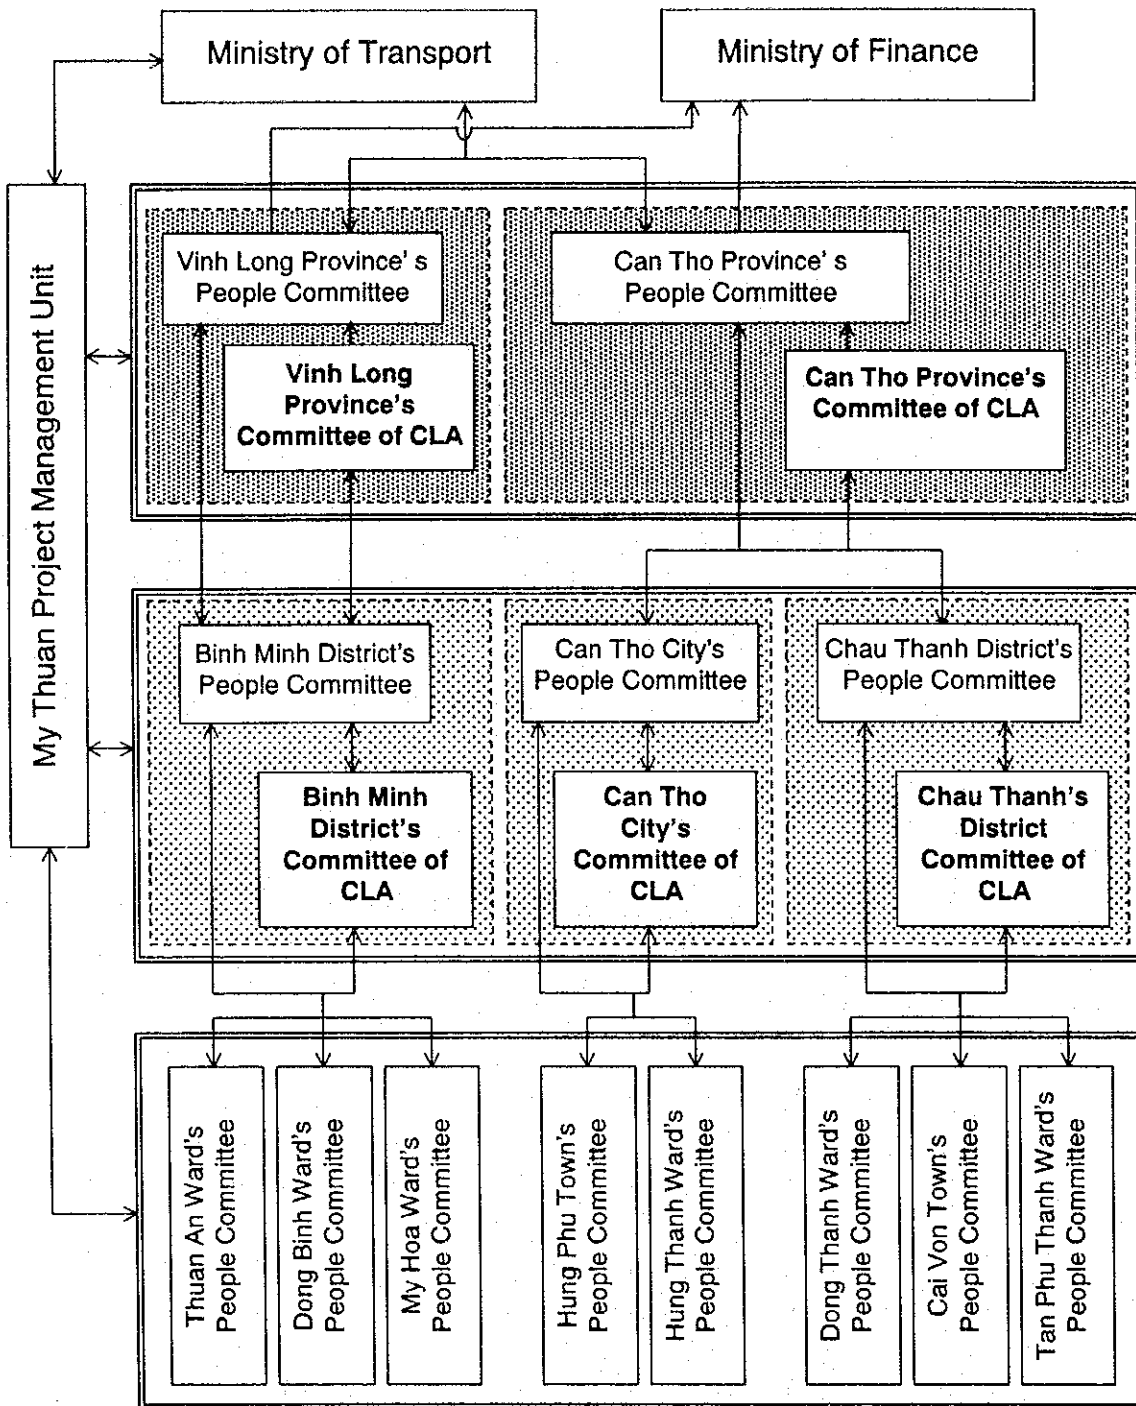 Ministry of Transport
Ministry of Finance
My Thuan Project Management Unit
Vinh Long Province' s
People Committee
Can Tho Province' s
People Committee
Vinh Long
Province's
Committee of CLA
Can Tho Province's
Committee of CLA
Binh Minh District's
People Committee
Can Tho City's
People Committee
Chau Thanh District's
People Committee
Binh Minh
District's
Committee of
CLA
Can Tho
City's
Committee of
CLA
Chau Thanh's
District
Committee of
CLA
Thuan An Ward's
People Committee
Dong Binh Ward's
People Committee
My Hoa Ward's
People Committee
Hung Phu Town's
People Committee
Hung Thanh Ward's
People Committee
Dong Thanh Ward's
People Committee
Cai Von Town's
People Committee
Tan Phu Thanh Ward's
People Committee